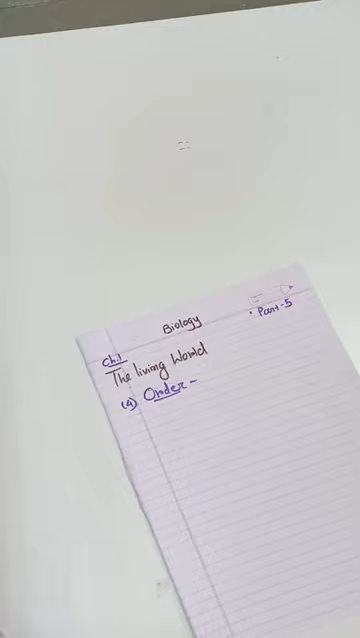 Biology
• Part-5
Ch.1
The living World
(4) Order -